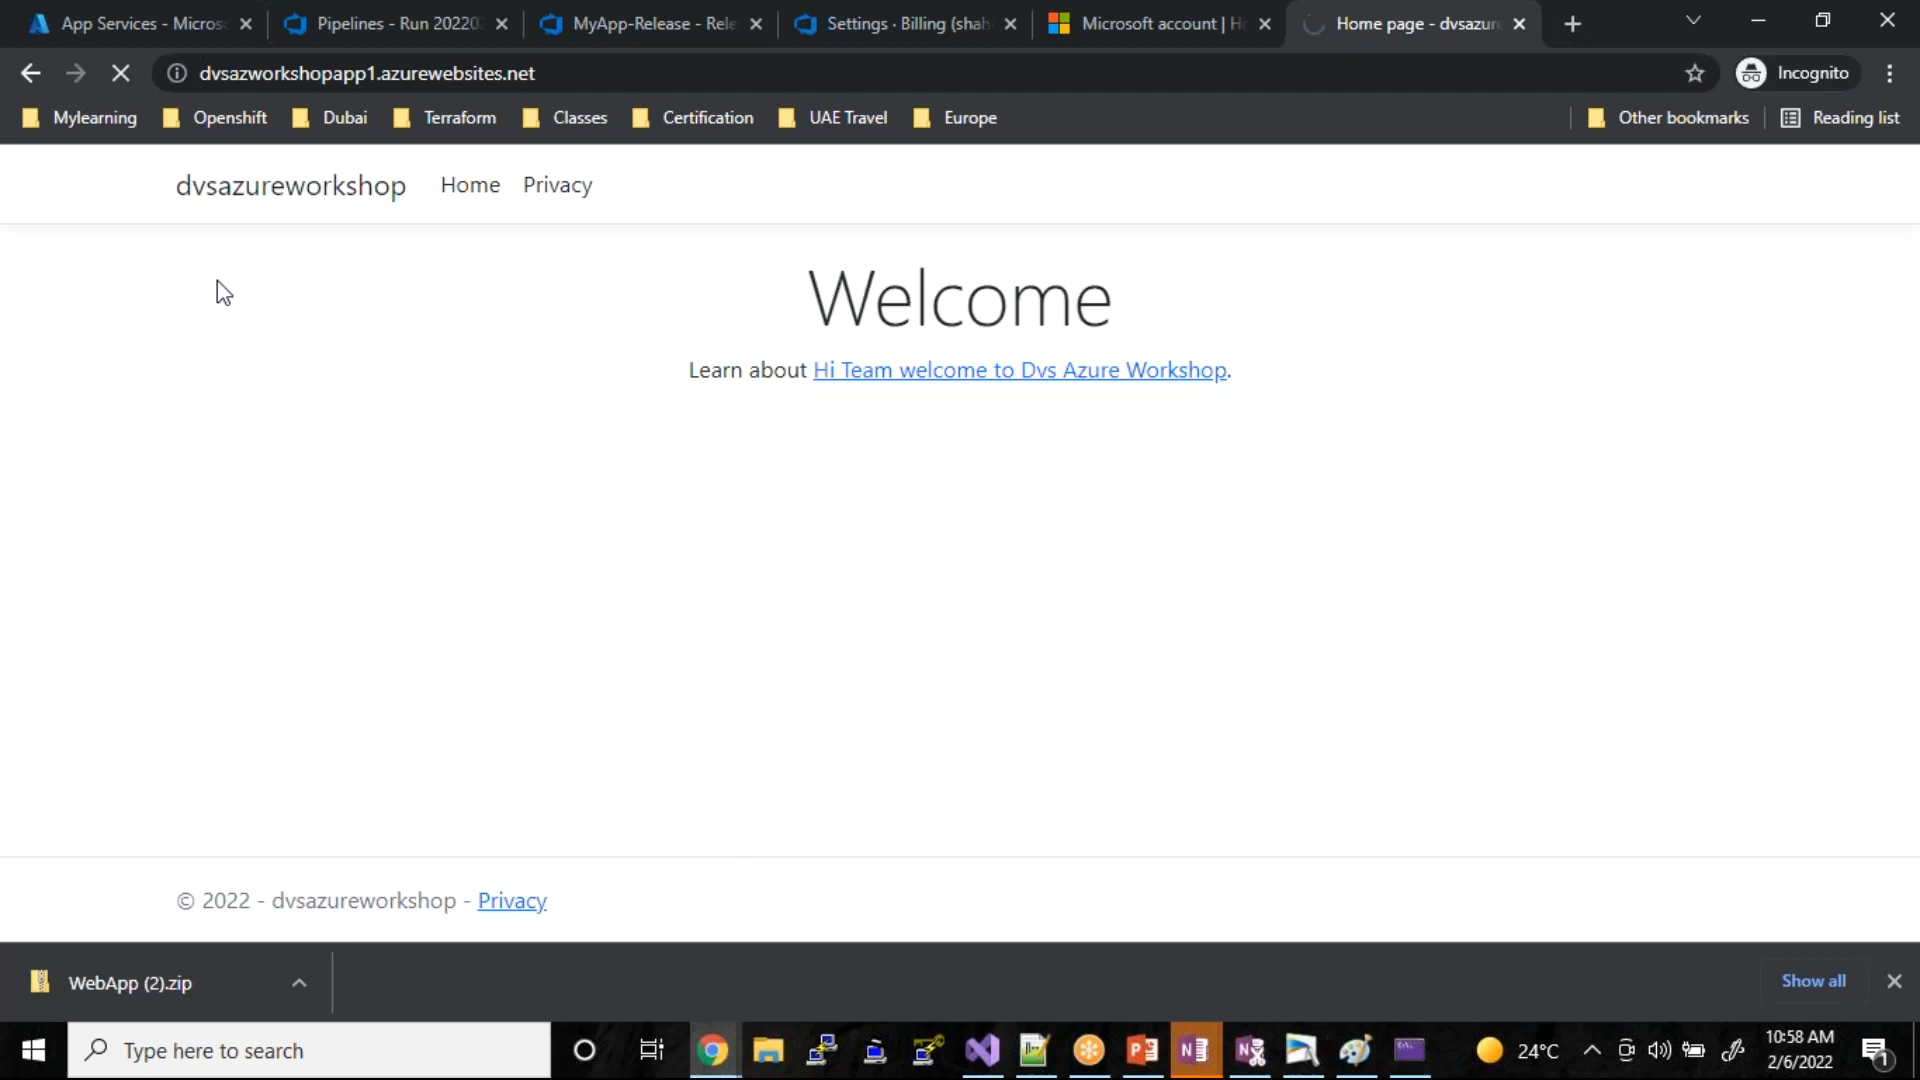 App Services - Micros
Pipelines - Run 20220
MyApp-Release - Rele
Settings · Billing (shah
Microsoft account | H
Home page - dvsazur
dvsazworkshopapp1.azurewebsites.net
Incognito
Mylearning
Openshift
Dubai
Terraform
Classes
Certification
UAE Travel
Europe
Other bookmarks
Reading list
dvsazureworkshop Home Privacy
Welcome
Learn about Hi Team welcome to Dvs Azure Workshop.
© 2022 - dvsazureworkshop - Privacy
WebApp (2).zip
Show all
Type here to search
24°C
10:58 AM
2/6/2022
1